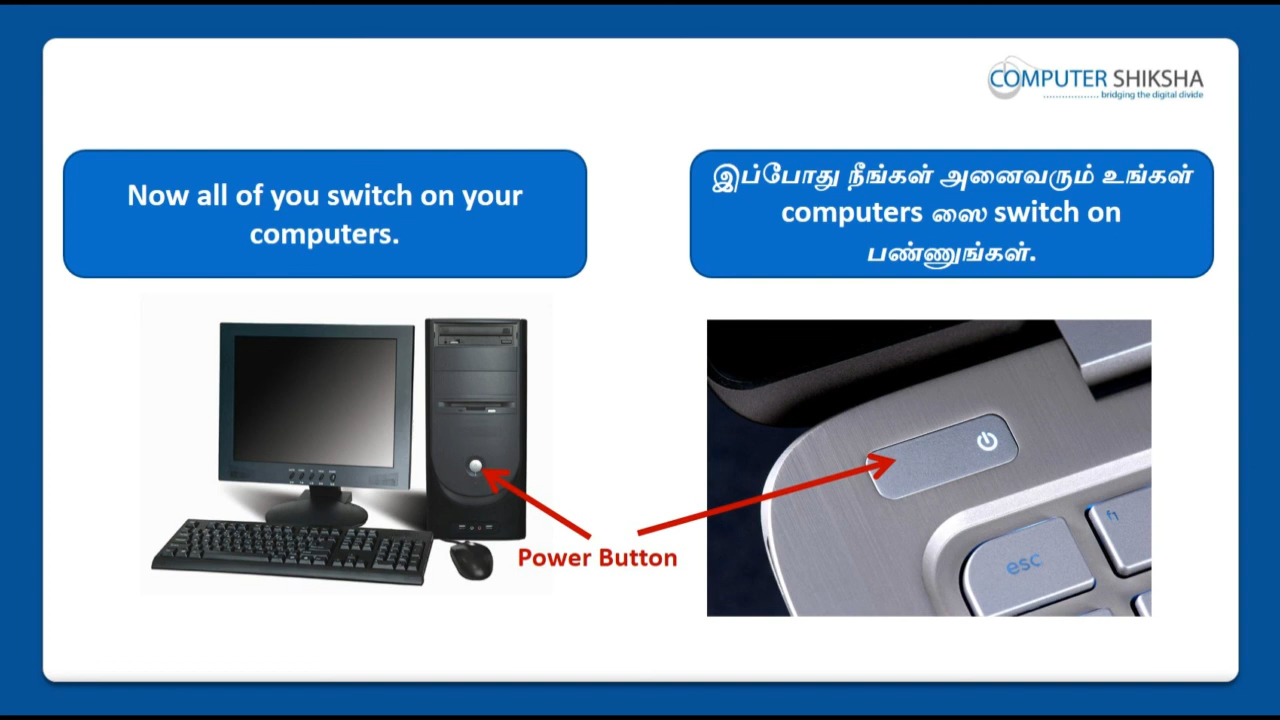 COMPUTER SHIKSHA
bridging the digital divide
Now all of you switch on your
computers.
இப்போது நீங்கள் அனைவரும் உங்கள்
computers ஸை switch on
பண்ணுங்கள்.
Power Button
esc
f1